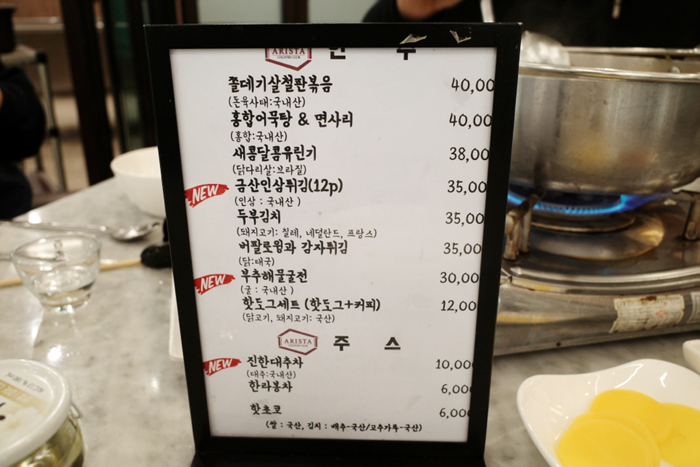 ARISTA 안 주
쫄데기살철판볶음 40,00
(돈육사태:국내산)
홍합어묵탕 & 면사리 40,00
(홍합:국내산)
새콤달콤유린기 38,00
(닭다리살:브라질)
NEW 금산인삼튀김(12p) 35,00
(인삼 : 국내산 )
두부김치 35,00
(돼지고기: 칠레, 네덜란드, 프랑스)
버팔로윙과 감자튀김 35,00
(닭:태국)
NEW 부추해물굴전 30,00
(굴 : 국내산 )
핫도그세트 (핫도그+커피) 12,00
(닭고기, 돼지고기: 국산)
ARISTA 주 스
NEW 진한대추차 10,000
(대추:국내산)
한라봉차 6,000
핫초코 6,000
(쌀 : 국산, 김치 : 배추-국산/고추가루-국산)